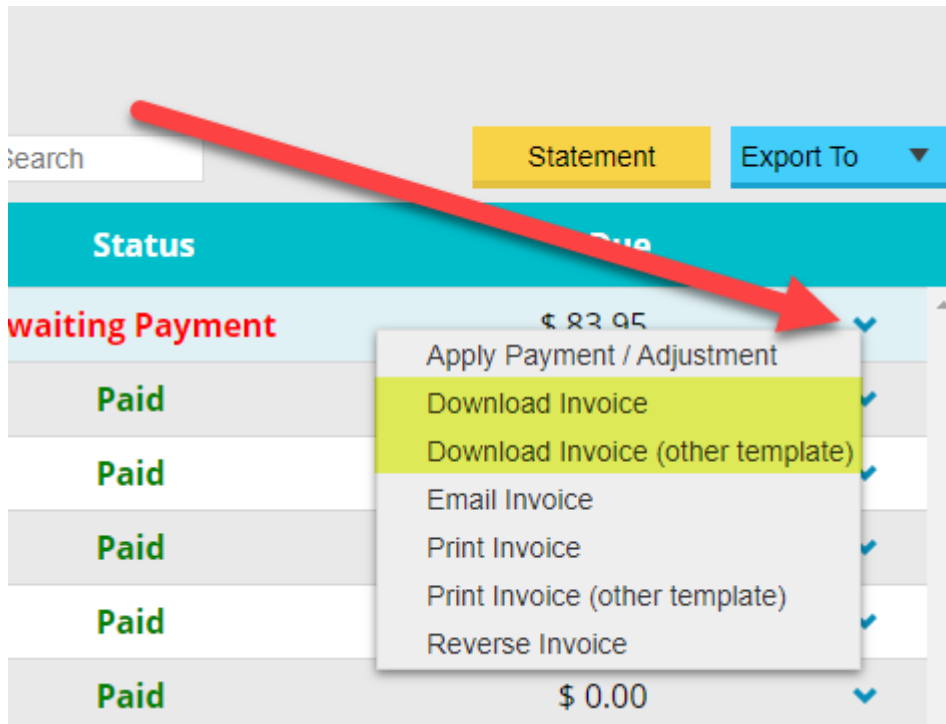 Search
Statement
Export To
Status
Due
waiting Payment
$ 83.95
Apply Payment / Adjustment
Paid
Download Invoice
Download Invoice (other template)
Paid
Email Invoice
Paid
Print Invoice
Print Invoice (other template)
Paid
Reverse Invoice
Paid
$ 0.00